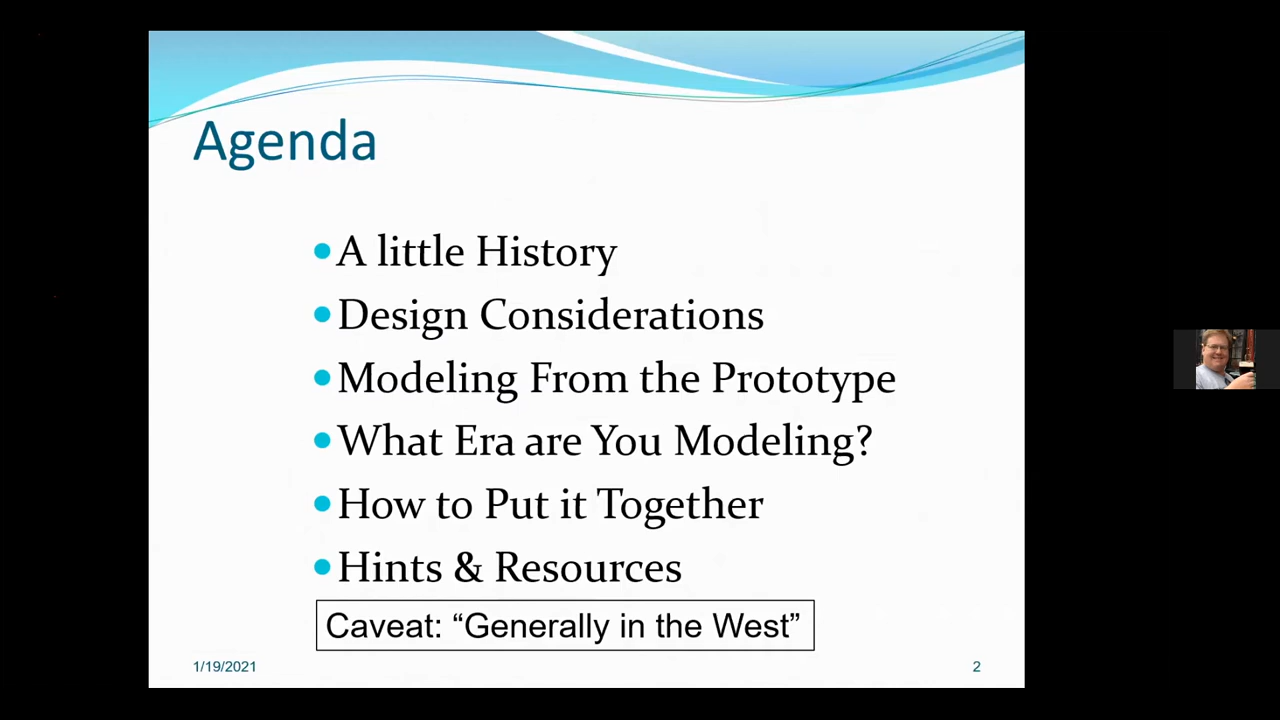 Agenda
•A little History
•Design Considerations
•Modeling From the Prototype
•What Era are You Modeling?
•How to Put it Together
•Hints & Resources
Caveat: “Generally in the West”
1/19/2021
2